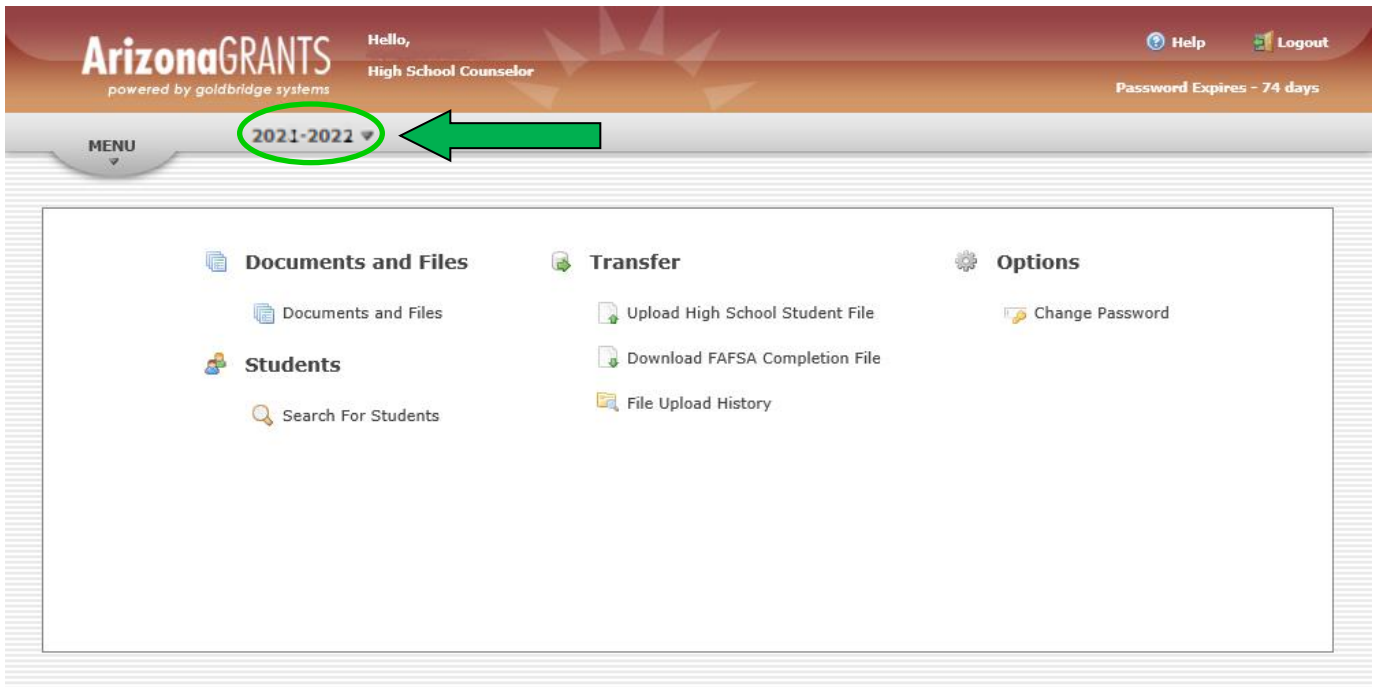 ArizonaGRANTS
powered by goldbridge systems
Hello,
High School Counselor
Help
Logout
Password Expires - 74 days
MENU
2021-2022
Documents and Files
Documents and Files
Students
Search For Students
Transfer
Upload High School Student File
Download FAFSA Completion File
File Upload History
Options
Change Password